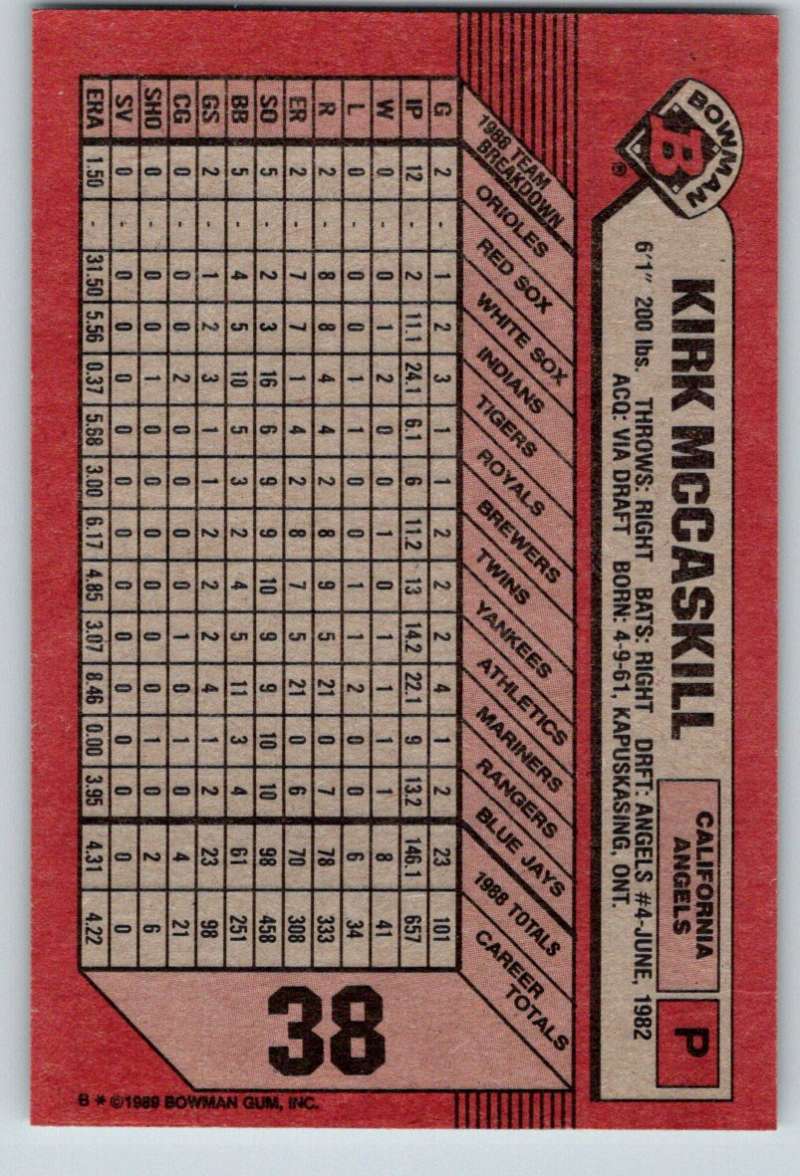 BOWMAN
B
®
KIRK MCCASKILL
CALIFORNIA
ANGELS
P
6'1" 200 lbs. THROWS: RIGHT BATS: RIGHT DRFT: ANGELS #4-JUNE, 1982
ACQ: VIA DRAFT BORN: 4-9-61, KAPUSKASING, ONT.
1988 TEAM
BREAKDOWN
ORIOLES
RED SOX
WHITE SOX
INDIANS
TIGERS
ROYALS
BREWERS
TWINS
YANKEES
ATHLETICS
MARINERS
RANGERS
BLUE JAYS
1988 TOTALS
CAREER
TOTALS
G 2 - 1 2 3 1 1 2 2 2 4 1 2 23 101
IP 12 - 2 11.1 24.1 6.1 6 11.2 13 14.2 22.1 9 13.2 146.1 657
W 0 - 0 1 2 0 0 1 0 1 1 1 1 8 41
L 0 - 0 0 1 1 0 0 1 1 2 0 0 6 34
R 2 - 8 8 4 4 2 8 9 5 21 0 7 78 333
ER 2 - 7 7 1 4 2 8 7 5 21 0 6 70 308
SO 5 - 2 3 16 6 9 9 10 9 9 10 10 98 458
BB 5 - 4 5 10 5 3 2 4 5 11 3 4 61 251
GS 2 - 1 2 3 1 1 2 2 2 4 1 2 23 98
CG 0 - 0 0 2 0 0 0 0 1 0 1 0 4 21
SHO 0 - 0 0 1 0 0 0 0 0 0 1 0 2 6
SV 0 - 0 0 0 0 0 0 0 0 0 0 0 0 0
ERA 1.50 - 31.50 5.56 0.37 5.68 3.00 6.17 4.85 3.07 8.46 0.00 3.95 4.31 4.22
38
B * ©1989 BOWMAN GUM, INC.